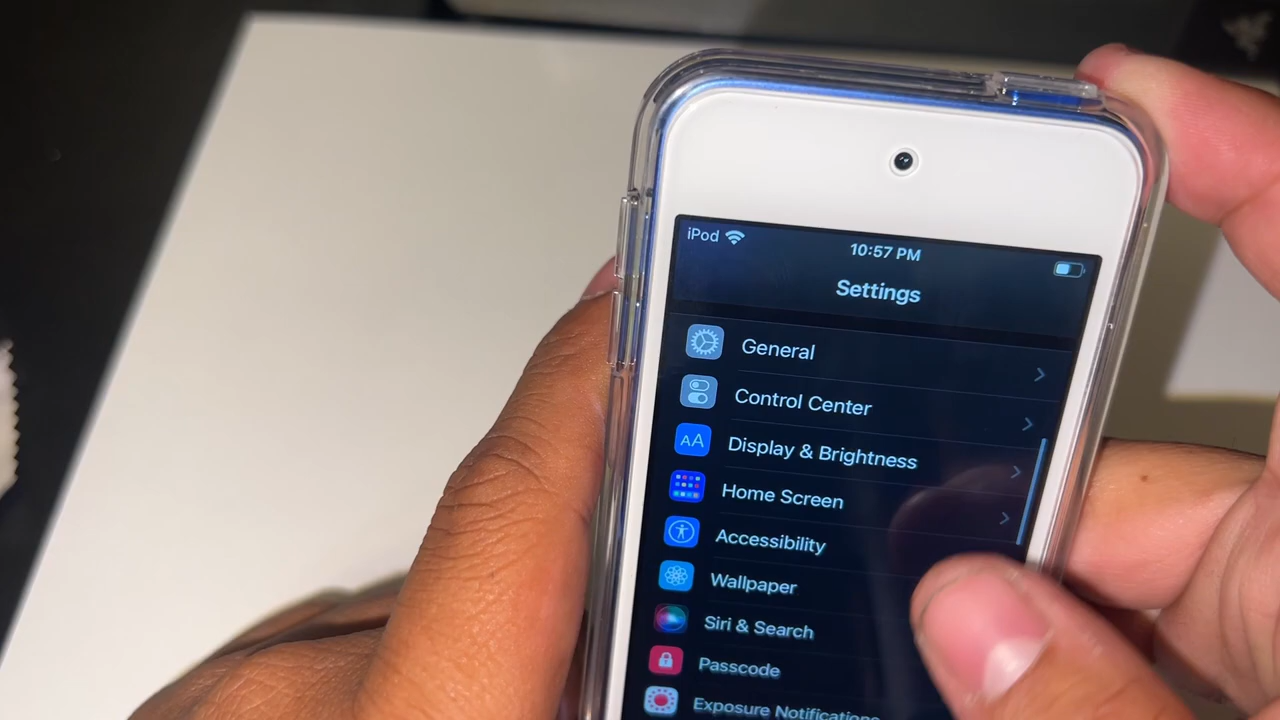 iPod
10:57 PM
Settings
General
Control Center
AA
Display & Brightness
Home Screen
Accessibility
Wallpaper
Siri & Search
Passcode
Exposure Notifications